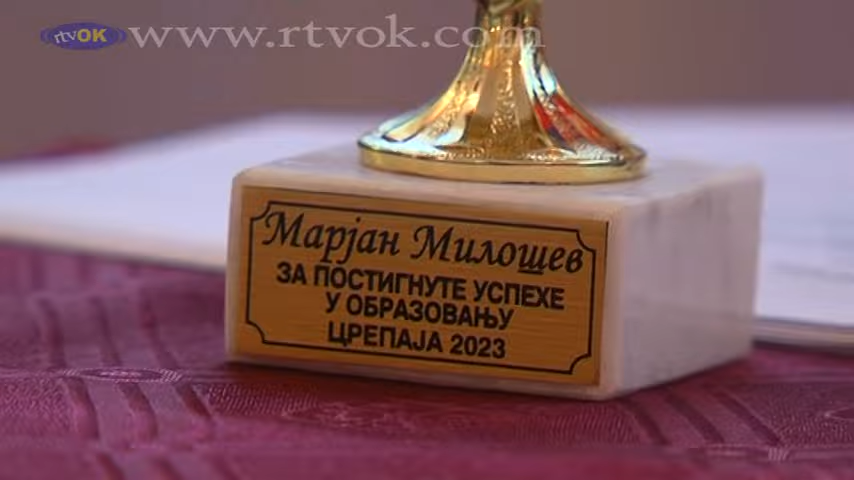 rtvOK www.rtvok.com
Марјан Милошев
ЗА ПОСТИГНУТЕ УСПЕХЕ
У ОБРАЗОВАЊУ
ЦРЕПАЈА 2023